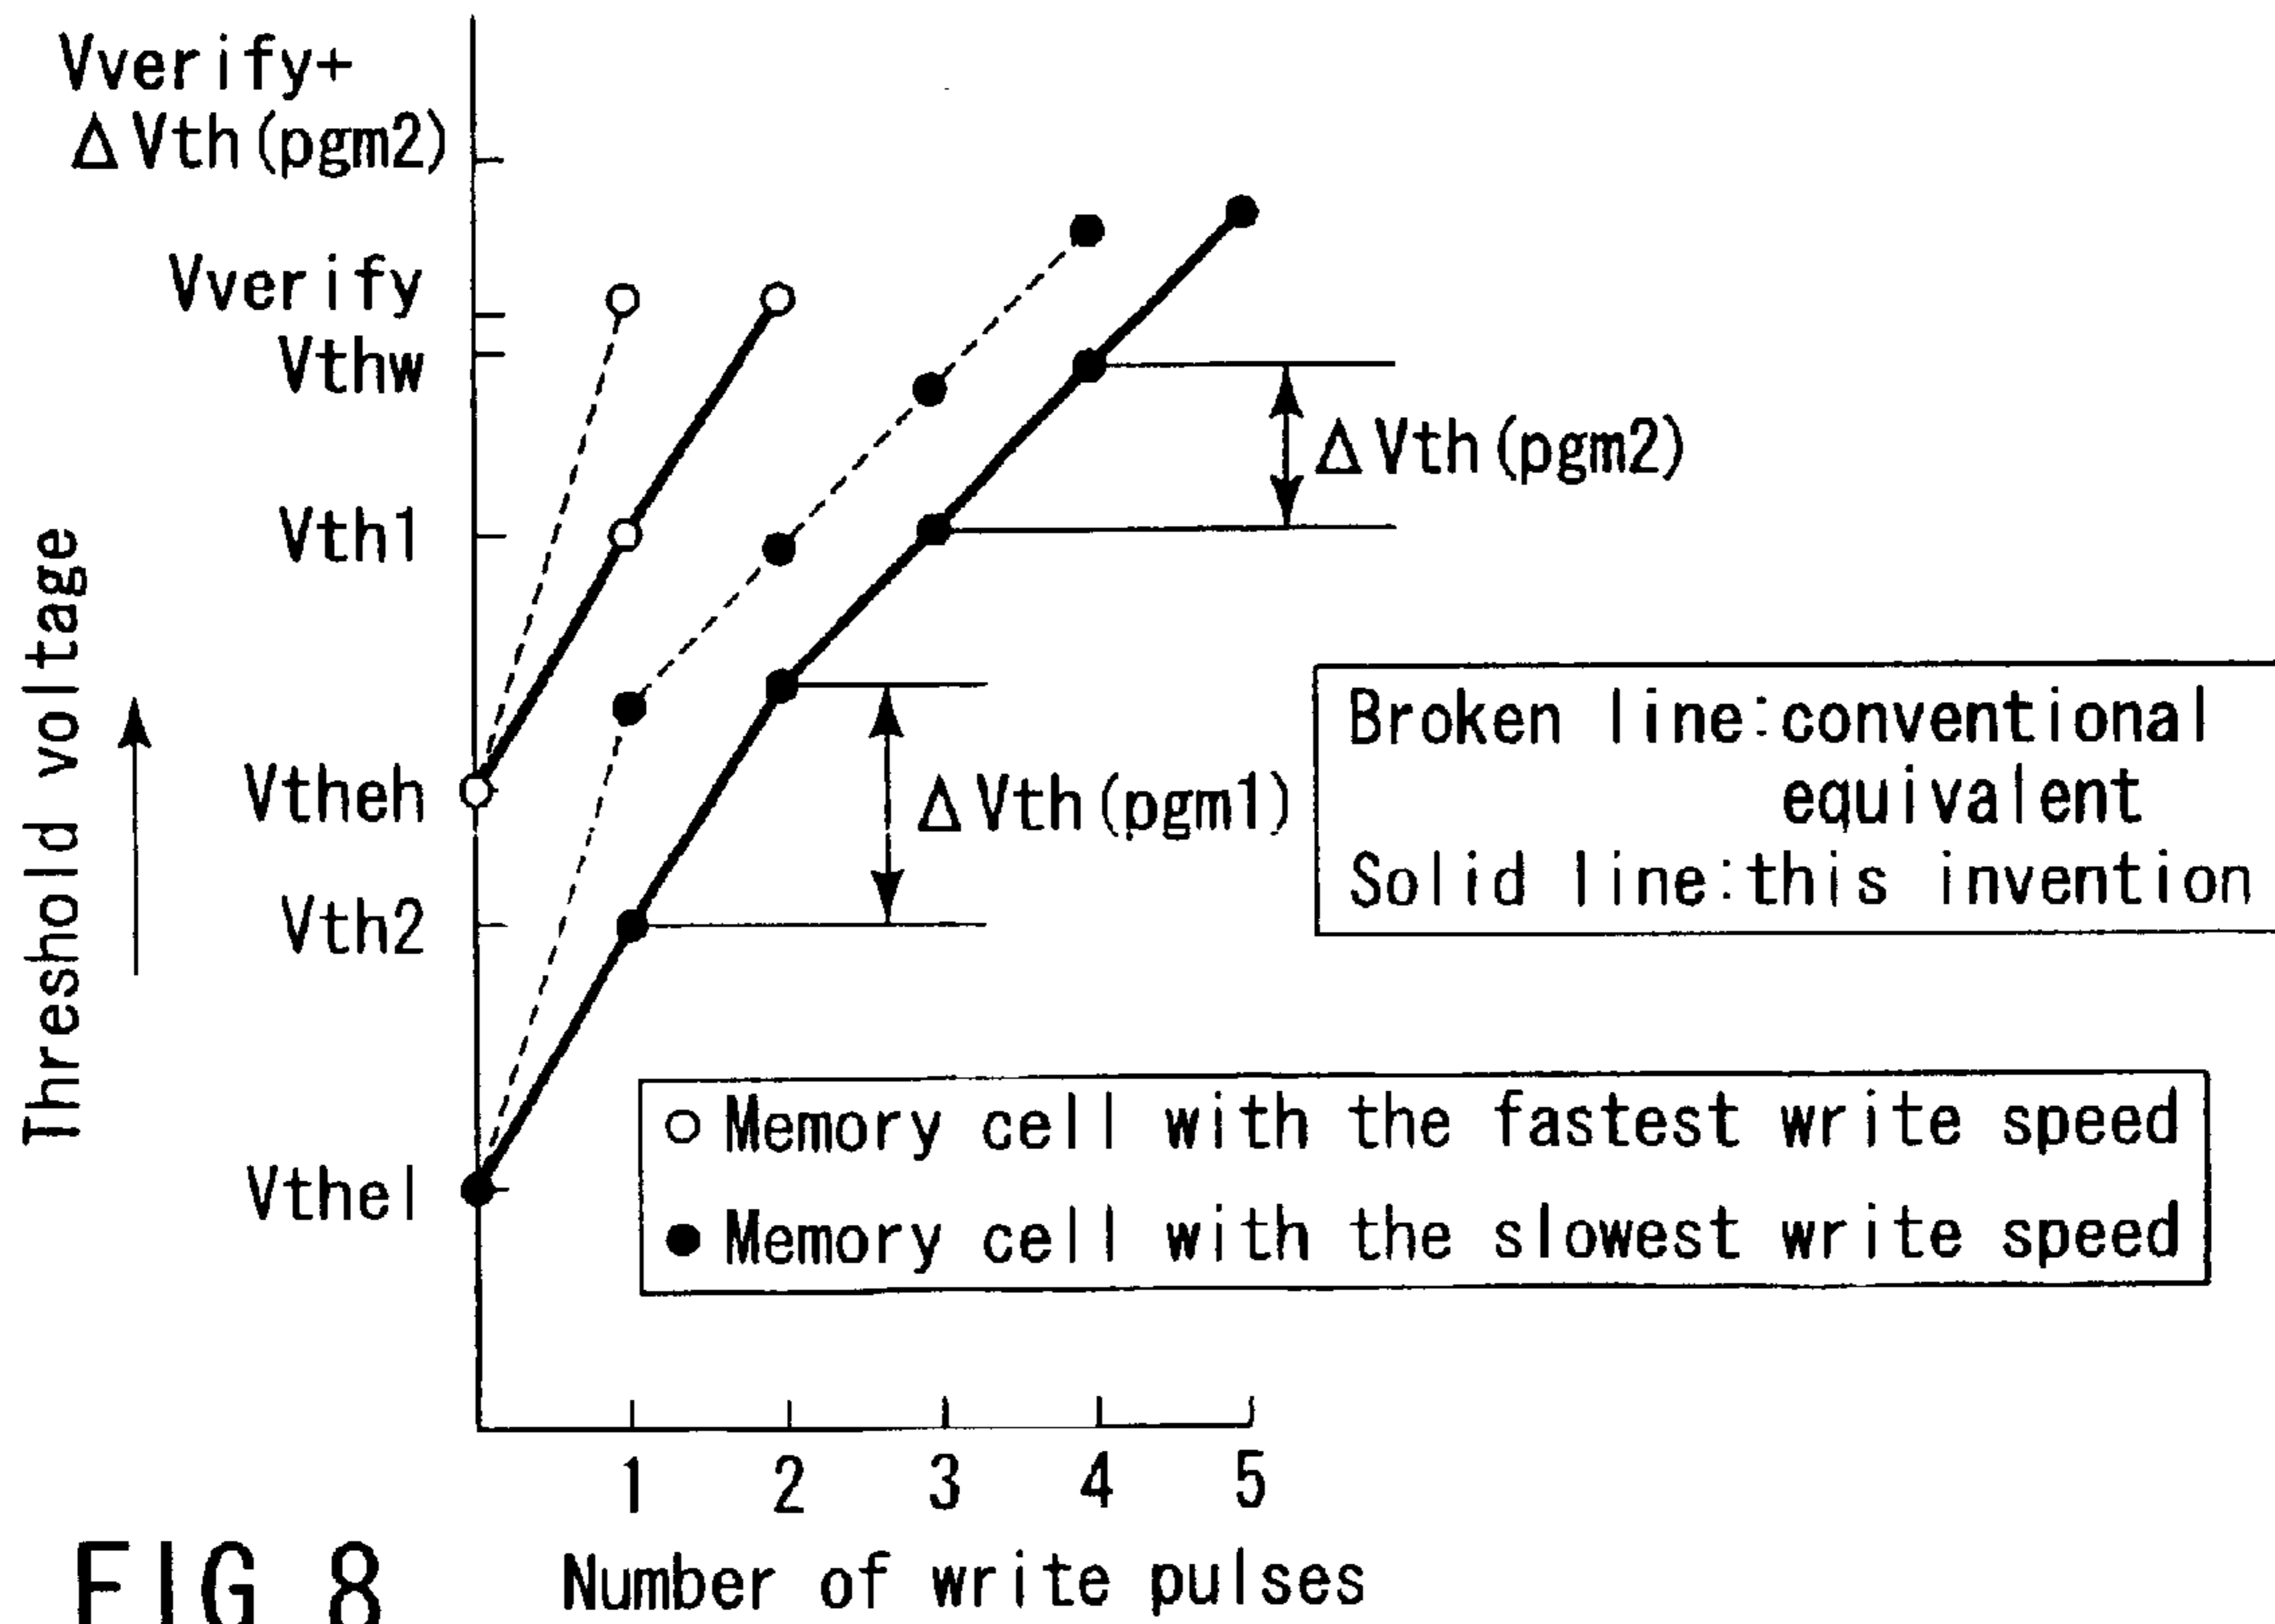 Vverify+
ΔVth(pgm2)
Vverify
Vthw
Vth1
Vtheh
Vth2
Vthel
Threshold voltage
ΔVth(pgm2)
ΔVth(pgm1)
Broken line:conventional
equivalent
Solid line:this invention
Memory cell with the fastest write speed
Memory cell with the slowest write speed
1 2 3 4 5
Number of write pulses
FIG 8